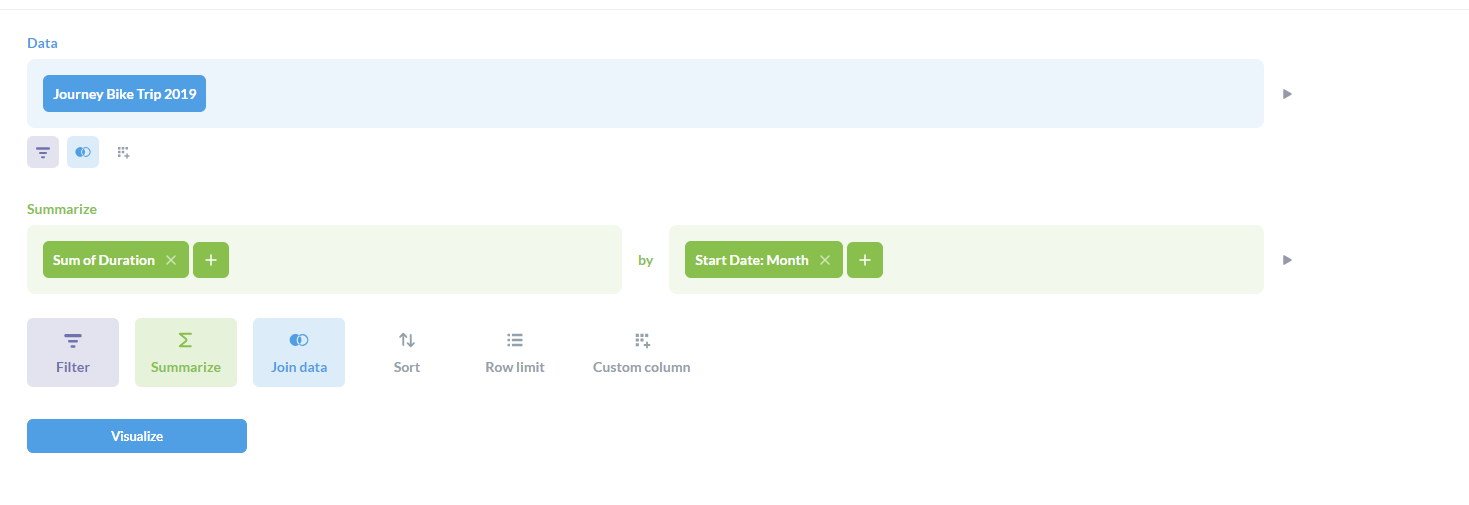 Data
Journey Bike Trip 2019
Summarize
Sum of Duration
by
Start Date: Month
Filter
Summarize
Join data
Sort
Row limit
Custom column
Visualize